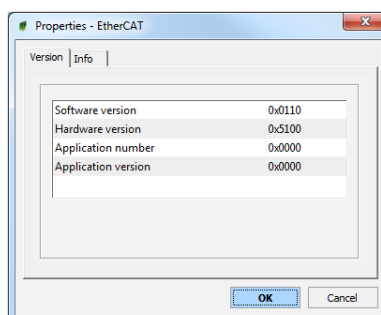 Properties - EtherCAT
Version Info
Software version 0x0110
Hardware version 0x5100
Application number 0x0000
Application version 0x0000
OK Cancel